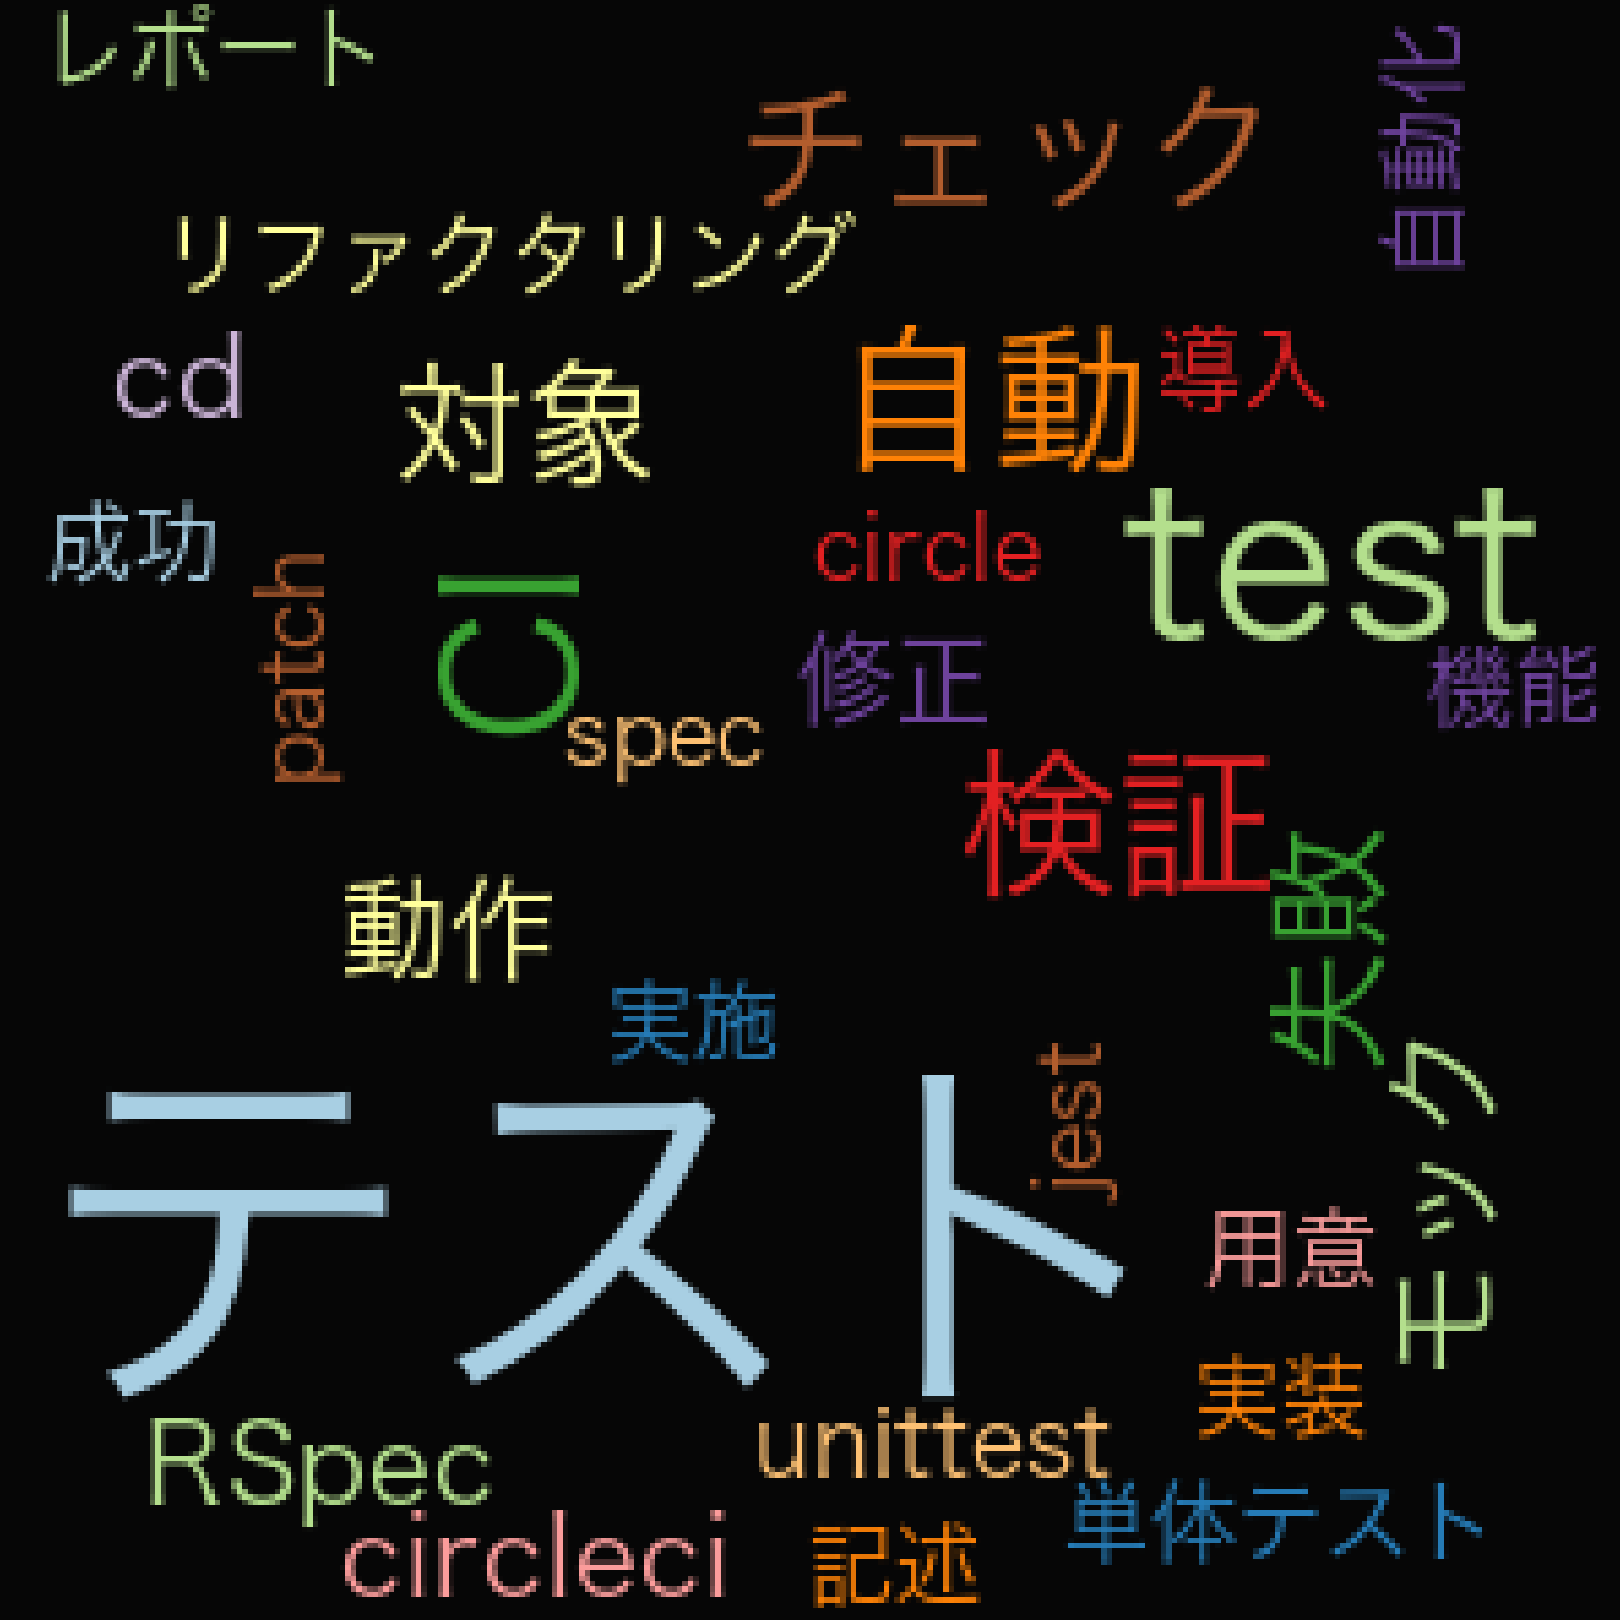 レポート
チェック
自動化
リファクタリング
cd
対象
自動
導入
成功
patch
CI
circle
test
spec
修正
機能
検証
失敗
動作
実施
テスト
jest
モック
用意
実装
RSpec
unittest
単体テスト
circleci
記述